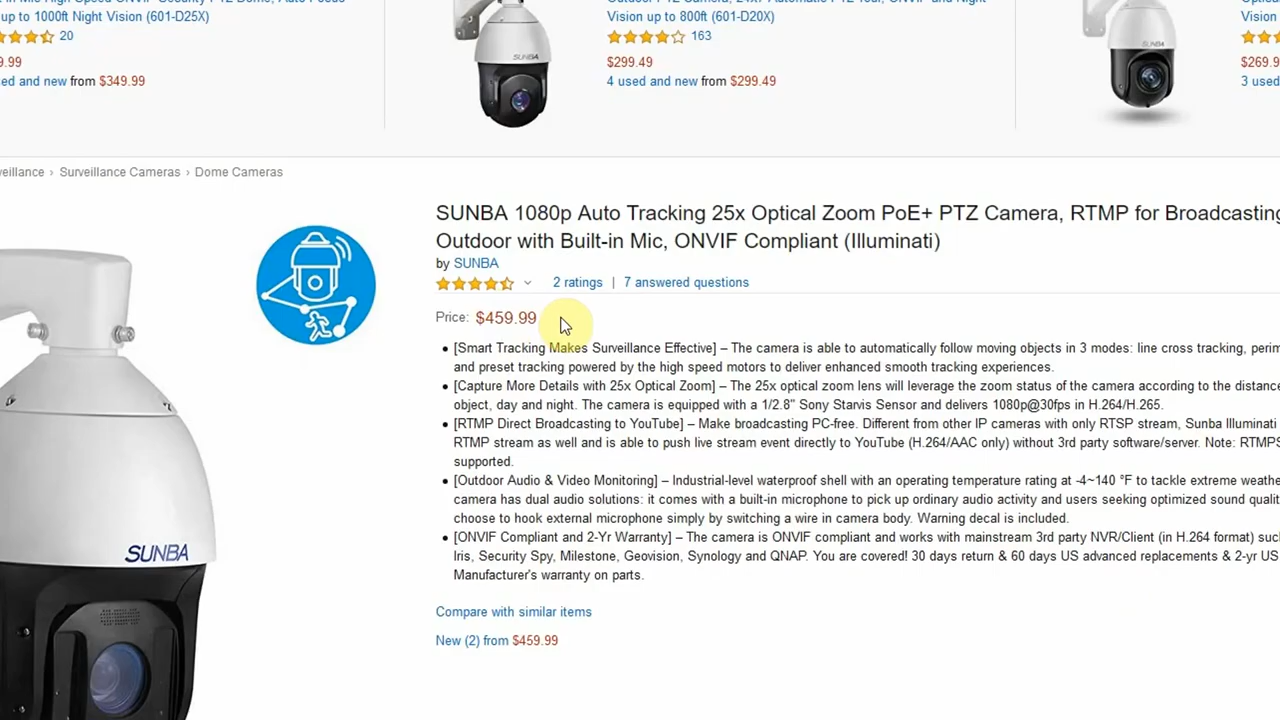 to 1000ft Night Vision (601-D25X)
20
.99
used and new from $349.99
Vision up to 800ft (601-D20X)
163
$299.49
4 used and new from $299.49
SUNBA
SUNBA
Vision
$269.9
3 used
Surveillance Cameras › Dome Cameras
SUNBA 1080p Auto Tracking 25x Optical Zoom PoE+ PTZ Camera, RTMP for Broadcasting
Outdoor with Built-in Mic, ONVIF Compliant (Illuminati)
by SUNBA
2 ratings | 7 answered questions
Price: $459.99
• [Smart Tracking Makes Surveillance Effective] – The camera is able to automatically follow moving objects in 3 modes: line cross tracking, perim
and preset tracking powered by the high speed motors to deliver enhanced smooth tracking experiences.
• [Capture More Details with 25x Optical Zoom] – The 25x optical zoom lens will leverage the zoom status of the camera according to the distance
object, day and night. The camera is equipped with a 1/2.8" Sony Starvis Sensor and delivers 1080p@30fps in H.264/H.265.
• [RTMP Direct Broadcasting to YouTube] – Make broadcasting PC-free. Different from other IP cameras with only RTSP stream, Sunba Illuminati
RTMP stream as well and is able to push live stream event directly to YouTube (H.264/AAC only) without 3rd party software/server. Note: RTMPS
supported.
• [Outdoor Audio & Video Monitoring] – Industrial-level waterproof shell with an operating temperature rating at -4~140 °F to tackle extreme weathe
camera has dual audio solutions: it comes with a built-in microphone to pick up ordinary audio activity and users seeking optimized sound qualit
choose to hook external microphone simply by switching a wire in camera body. Warning decal is included.
• [ONVIF Compliant and 2-Yr Warranty] – The camera is ONVIF compliant and works with mainstream 3rd party NVR/Client (in H.264 format) suc
Iris, Security Spy, Milestone, Geovision, Synology and QNAP. You are covered! 30 days return & 60 days US advanced replacements & 2-yr US
Manufacturer's warranty on parts.
SUNBA
Compare with similar items
New (2) from $459.99